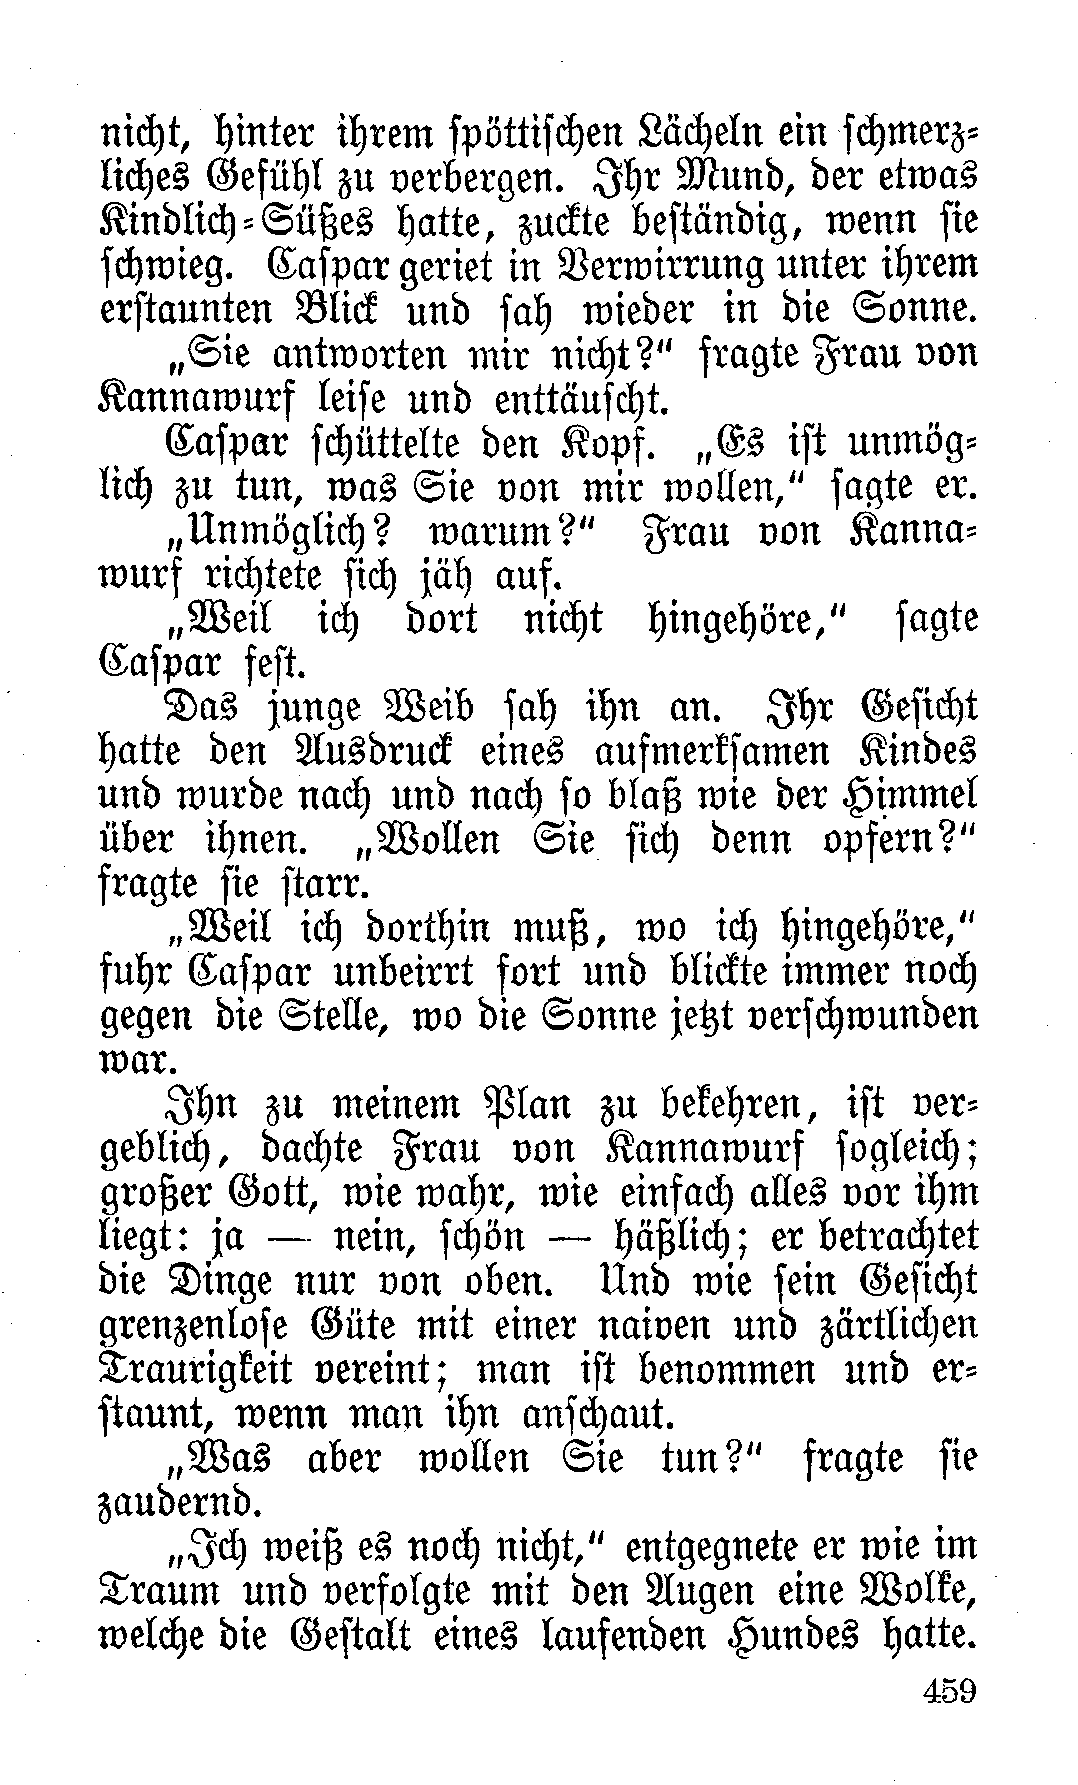 nicht, hinter ihrem spöttischen Lächeln ein schmerz-
liches Gefühl zu verbergen. Ihr Mund, der etwas
Kindlich-Süßes hatte, zuckte beständig, wenn sie
schwieg. Caspar geriet in Verwirrung unter ihrem
erstaunten Blick und sah wieder in die Sonne.
„Sie antworten mir nicht?“ fragte Frau von
Kannawurf leise und enttäuscht.
Caspar schüttelte den Kopf. „Es ist unmög-
lich zu tun, was Sie von mir wollen,“ sagte er.
„Unmöglich? warum?“ Frau von Kanna-
wurf richtete sich jäh auf.
„Weil ich dort nicht hingehöre,“ sagte
Caspar fest.
Das junge Weib sah ihn an. Ihr Gesicht
hatte den Ausdruck eines aufmerksamen Kindes
und wurde nach und nach so blaß wie der Himmel
über ihnen. „Wollen Sie sich denn opfern?“
fragte sie starr.
„Weil ich dorthin muß, wo ich hingehöre,“
fuhr Caspar unbeirrt fort und blickte immer noch
gegen die Stelle, wo die Sonne jetzt verschwunden
war.
Ihn zu meinem Plan zu bekehren, ist ver-
geblich, dachte Frau von Kannawurf sogleich;
großer Gott, wie wahr, wie einfach alles vor ihm
liegt: ja — nein, schön — häßlich; er betrachtet
die Dinge nur von oben. Und wie sein Gesicht
grenzenlose Güte mit einer naiven und zärtlichen
Traurigkeit vereint; man ist benommen und er-
staunt, wenn man ihn anschaut.
„Was aber wollen Sie tun?“ fragte sie
zaudernd.
„Ich weiß es noch nicht,“ entgegnete er wie im
Traum und verfolgte mit den Augen eine Wolke,
welche die Gestalt eines laufenden Hundes hatte.
459